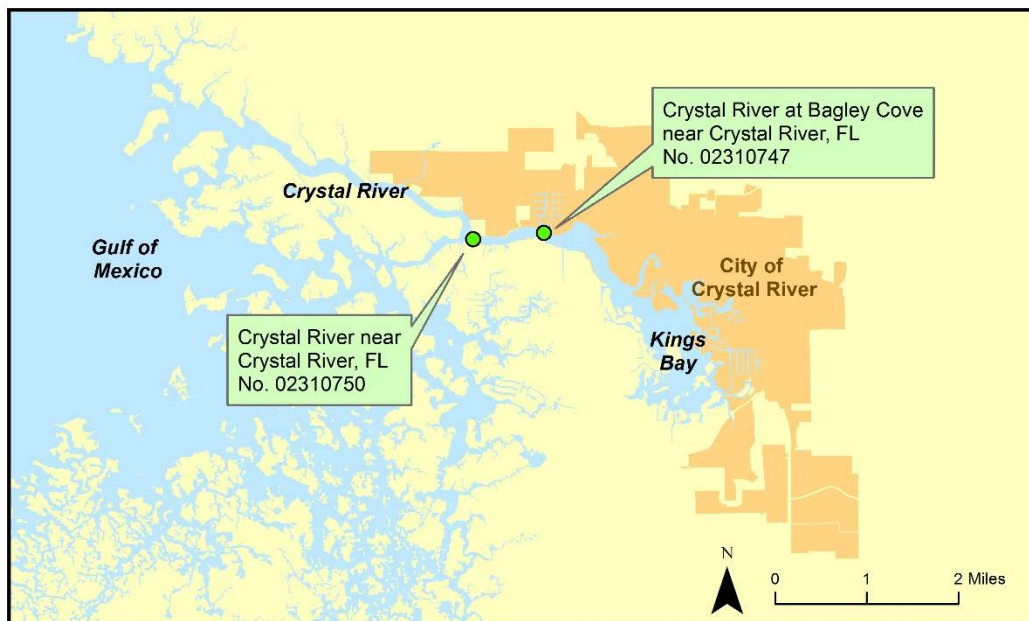 Crystal River at Bagley Cove
near Crystal River, FL
No. 02310747
Crystal River
Gulf of
Mexico
City of
Crystal River
Crystal River near
Crystal River, FL
No. 02310750
Kings
Bay
N
0 1 2 Miles